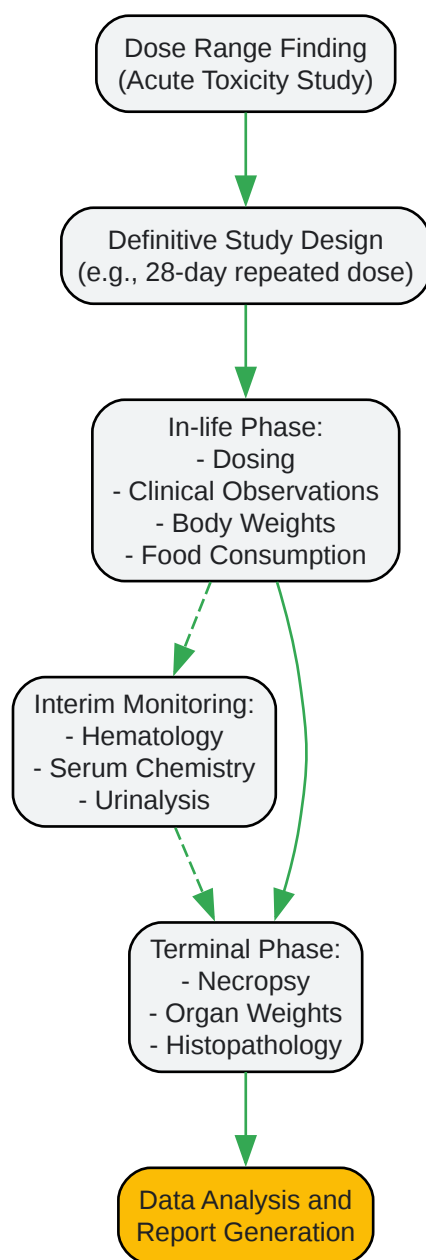 Dose Range Finding
(Acute Toxicity Study)
Definitive Study Design
(e.g., 28-day repeated dose)
In-life Phase:
- Dosing
- Clinical Observations
- Body Weights
- Food Consumption
Interim Monitoring:
- Hematology
- Serum Chemistry
- Urinalysis
Terminal Phase:
- Necropsy
- Organ Weights
- Histopathology
Data Analysis and
Report Generation